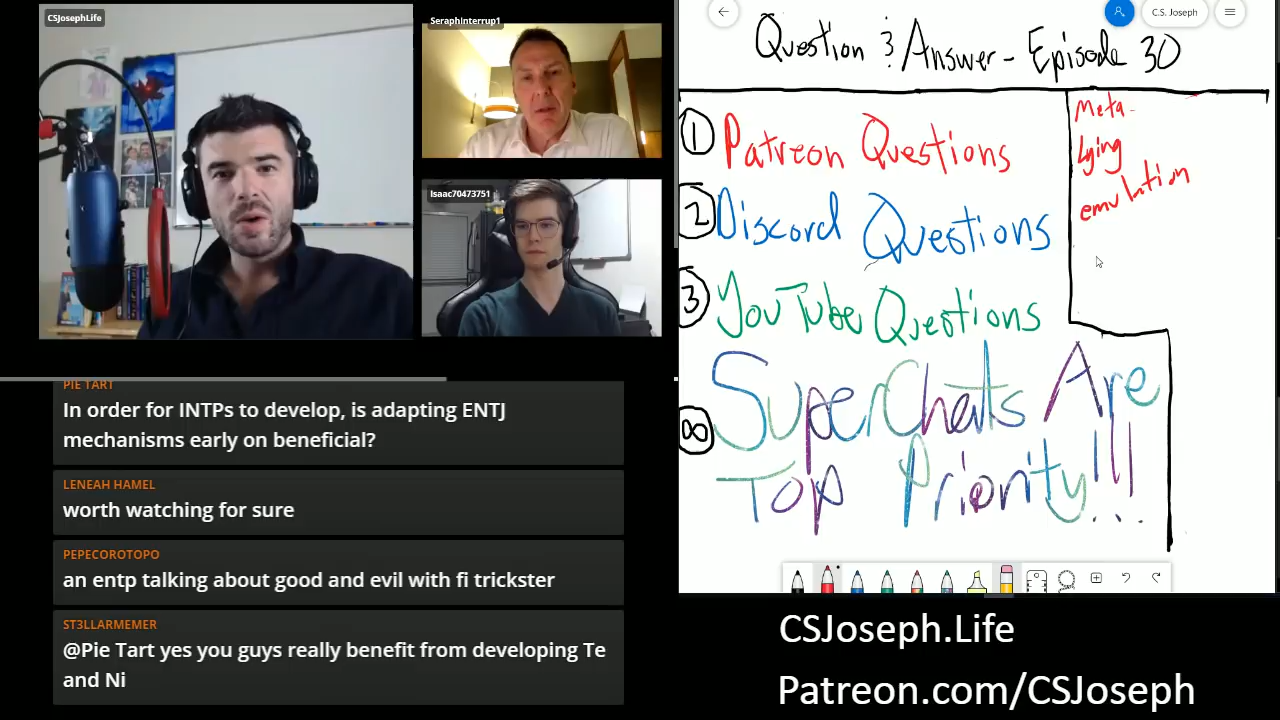 CSJosephLife
SeraphInterrup1
Isaac70473751
C.S. Joseph
Question & Answer - Episode 30
1 Patreon Questions
2 Discord Questions
3 YouTube Questions
∞ SuperChats Are
Top Priority!!!
Meta-
lying
emulation
PIE TART
In order for INTPs to develop, is adapting ENTJ
mechanisms early on beneficial?
LENEAH HAMEL
worth watching for sure
PEPECOROTOPO
an entp talking about good and evil with fi trickster
ST3LLARMEMER
@Pie Tart yes you guys really benefit from developing Te
and Ni
CSJoseph.Life
Patreon.com/CSJoseph